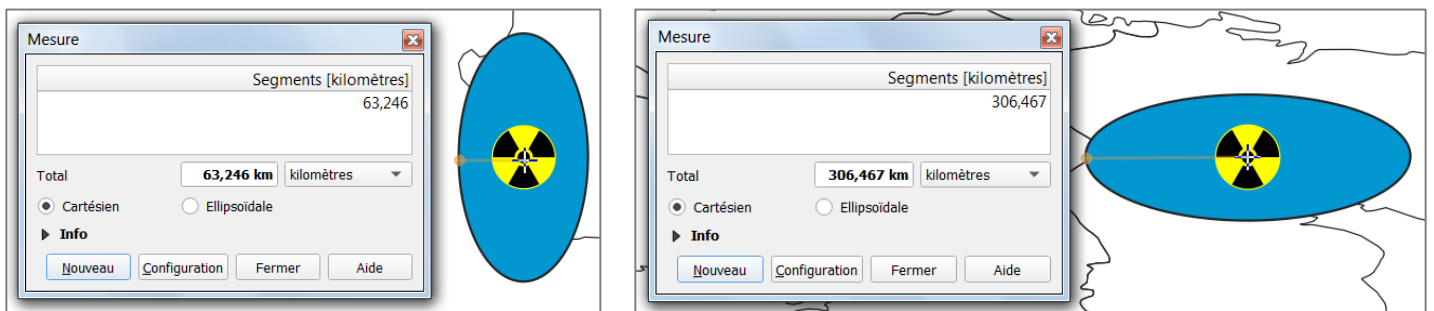 Mesure
Segments [kilomètres]
63,246
Total 63,246 km kilomètres
Cartésien Ellipsoïdale
Info
Nouveau Configuration Fermer Aide
Mesure
Segments [kilomètres]
306,467
Total 306,467 km kilomètres
Cartésien Ellipsoïdale
Info
Nouveau Configuration Fermer Aide